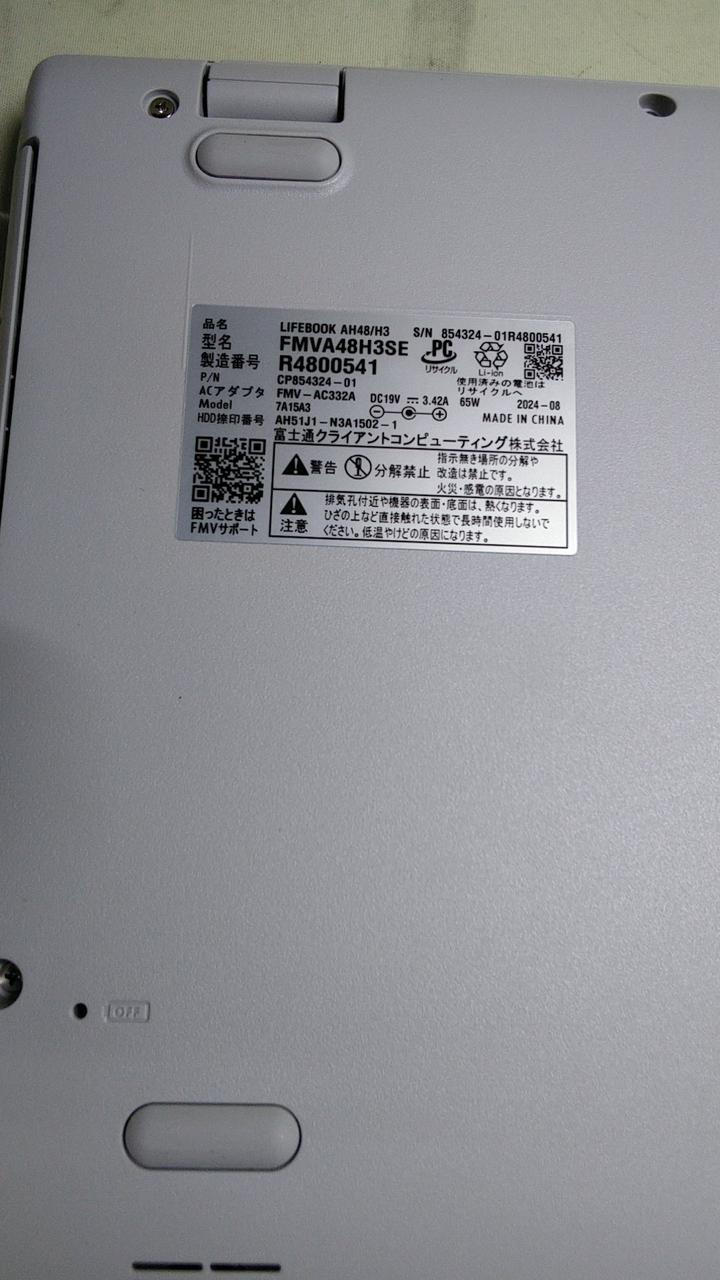 品名 LIFEBOOK AH48/H3 S/N 854324-01R4800541
型名 FMVA48H3SE
製造番号 R4800541
PC リサイクル
Li-ion
使用済みの電池は
リサイクルへ
P/N CP854324-01
ACアダプタ FMV-AC332A DC19V 3.42A 65W 2024-08
Model 7A15A3 MADE IN CHINA
HDD捺印番号 AH51J1-N3A1502-1
富士通クライアントコンピューティング株式会社
警告 分解禁止
指示無き場所の分解や
改造は禁止です。
火災・感電の原因となります。
注意
排気孔付近や機器の表面・底面は、熱くなります。
ひざの上など直接触れた状態で長時間使用しないで
ください。低温やけどの原因になります。
困ったときは
FMVサポート
OFF